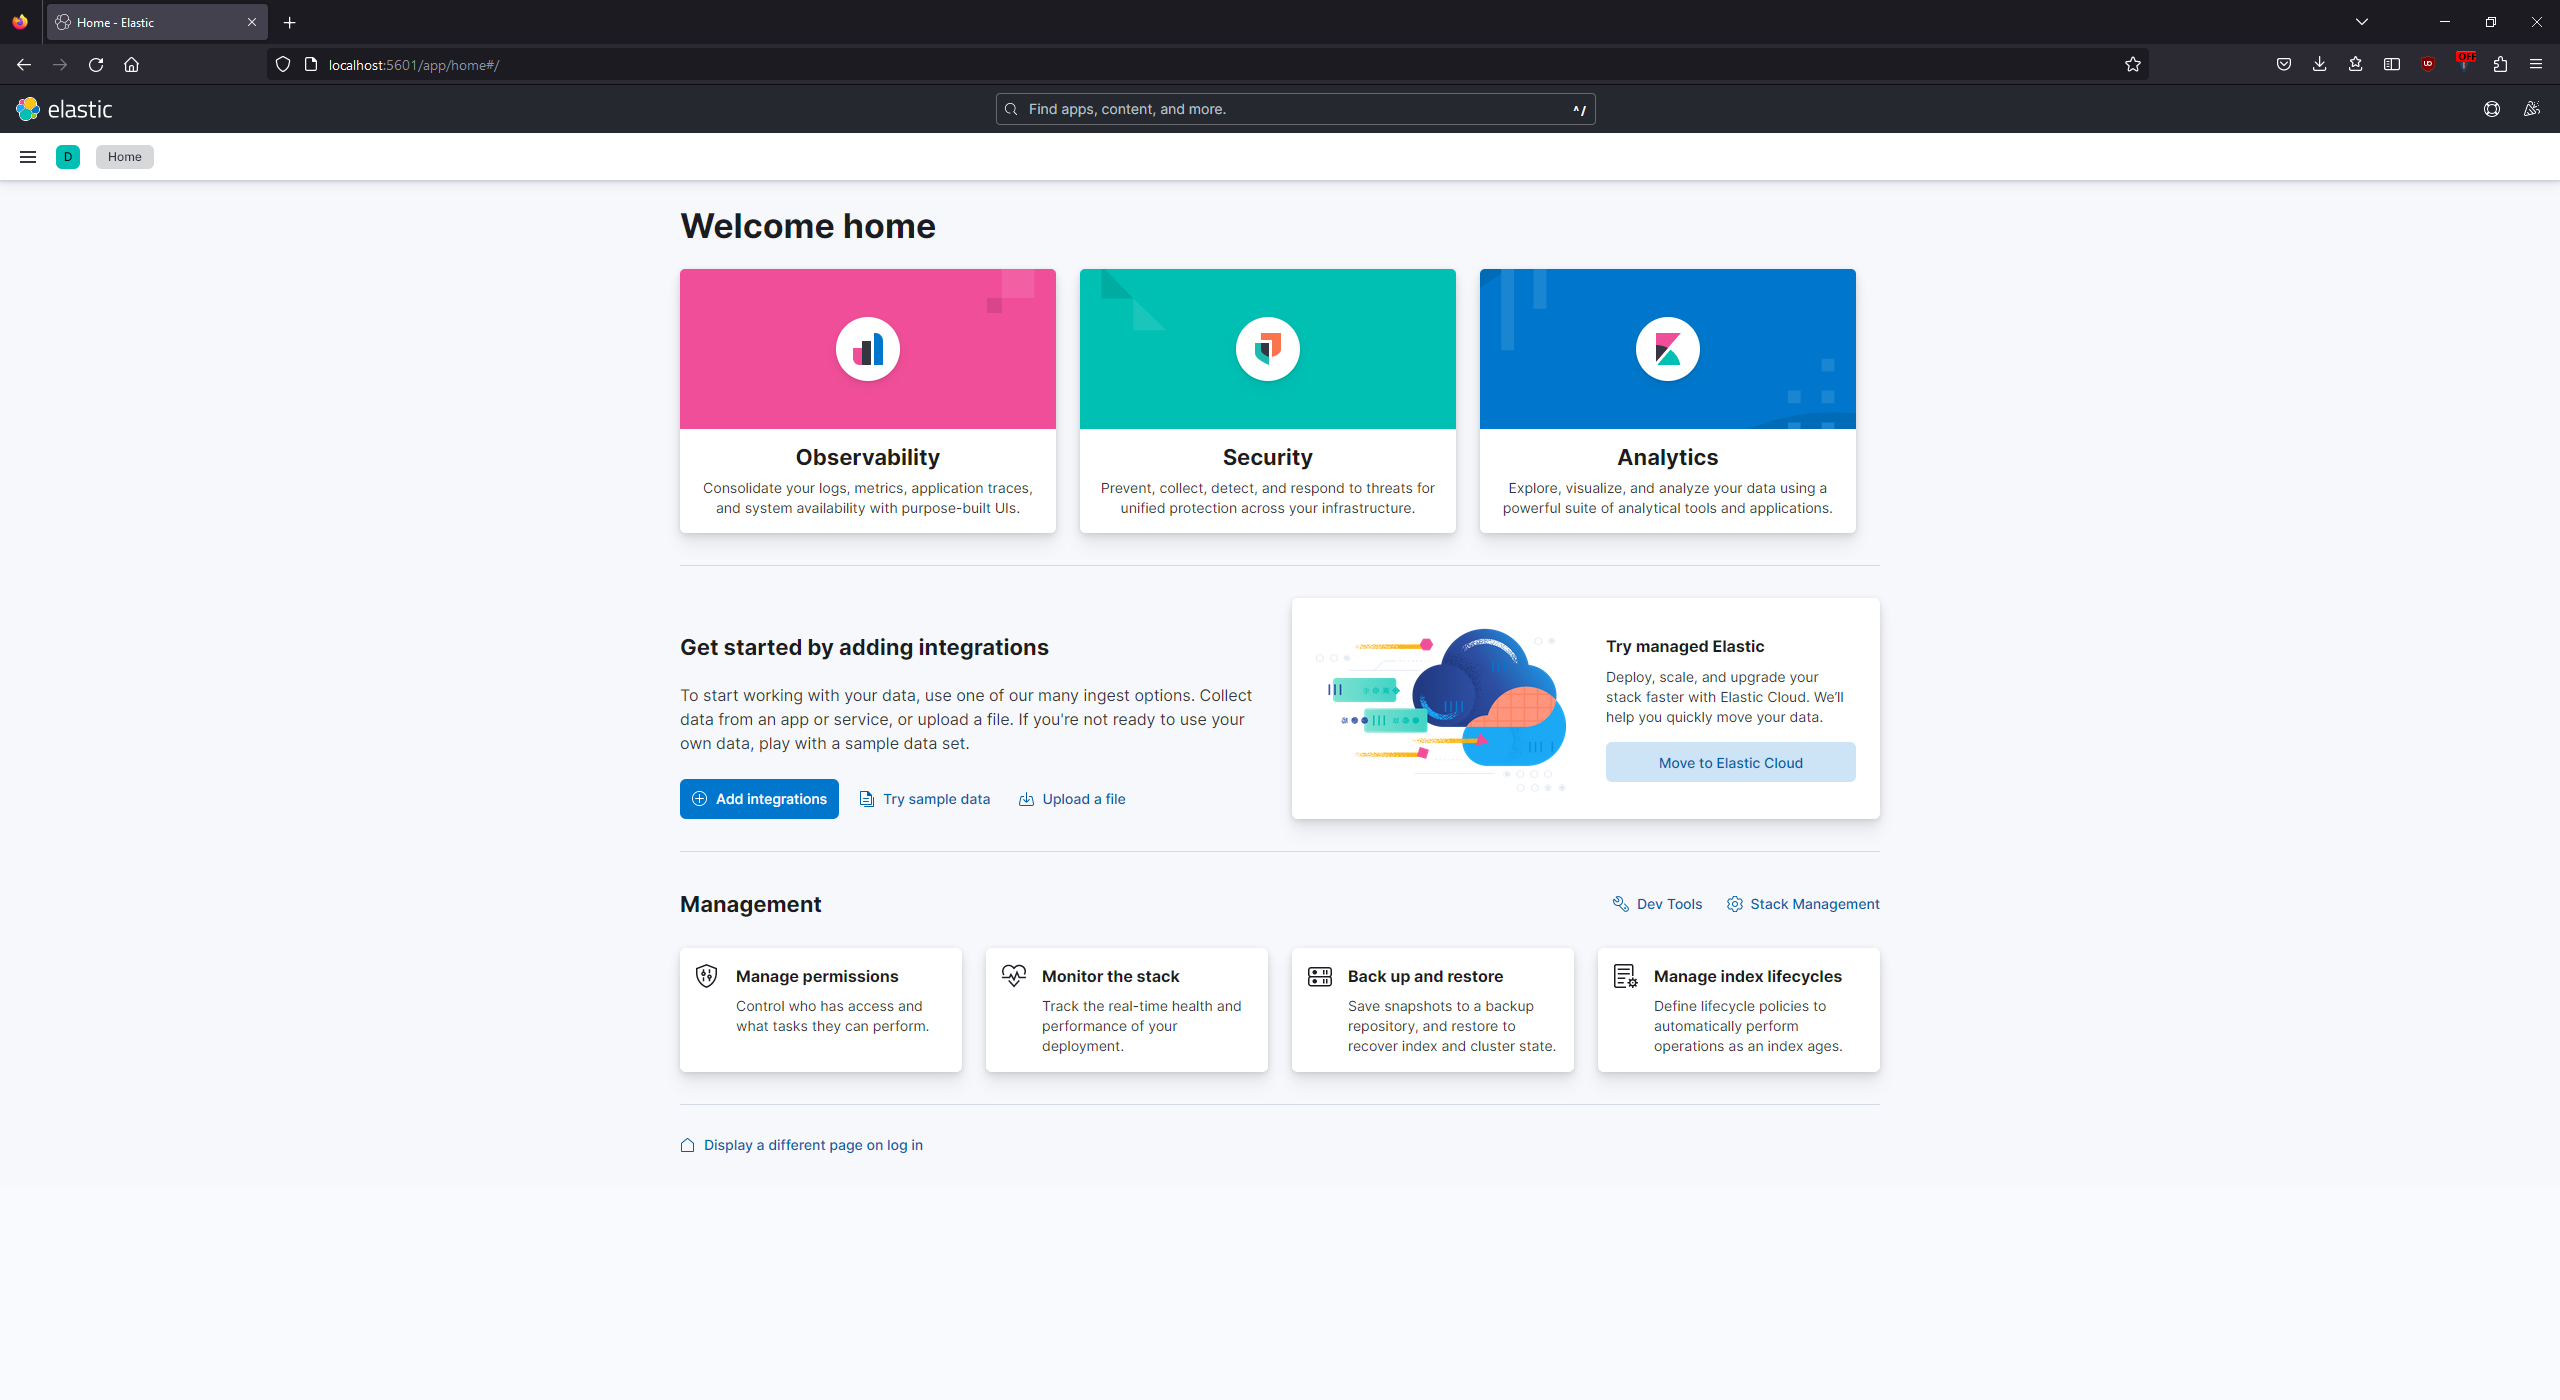 Home - Elastic
localhost:5601/app/home#/
OFF
elastic
Find apps, content, and more.
^/
D
Home
Welcome home
Observability
Consolidate your logs, metrics, application traces,
and system availability with purpose-built UIs.
Security
Prevent, collect, detect, and respond to threats for
unified protection across your infrastructure.
Analytics
Explore, visualize, and analyze your data using a
powerful suite of analytical tools and applications.
Get started by adding integrations
To start working with your data, use one of our many ingest options. Collect
data from an app or service, or upload a file. If you're not ready to use your
own data, play with a sample data set.
Add integrations
Try sample data
Upload a file
Try managed Elastic
Deploy, scale, and upgrade your
stack faster with Elastic Cloud. We'll
help you quickly move your data.
Move to Elastic Cloud
Management
Dev Tools
Stack Management
Manage permissions
Control who has access and
what tasks they can perform.
Monitor the stack
Track the real-time health and
performance of your
deployment.
Back up and restore
Save snapshots to a backup
repository, and restore to
recover index and cluster state.
Manage index lifecycles
Define lifecycle policies to
automatically perform
operations as an index ages.
Display a different page on log in